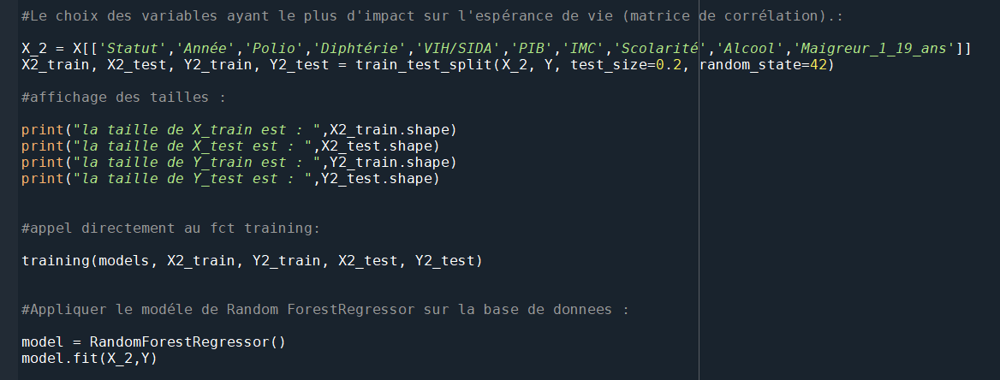 #Le choix des variables ayant le plus d'impact sur l'espérance de vie (matrice de corrélation).:
X_2 = X[['Statut','Année','Polio','Diphtérie','VIH/SIDA','PIB','IMC','Scolarité','Alcool','Maigreur_1_19_ans']]
X2_train, X2_test, Y2_train, Y2_test = train_test_split(X_2, Y, test_size=0.2, random_state=42)
#affichage des tailles :
print("la taille de X_train est : ",X2_train.shape)
print("la taille de X_test est : ",X2_test.shape)
print("la taille de Y_train est : ",Y2_train.shape)
print("la taille de Y_test est : ",Y2_test.shape)
#appel directement au fct training:
training(models, X2_train, Y2_train, X2_test, Y2_test)
#Appliquer le modéle de Random ForestRegressor sur la base de donnees :
model = RandomForestRegressor()
model.fit(X_2,Y)